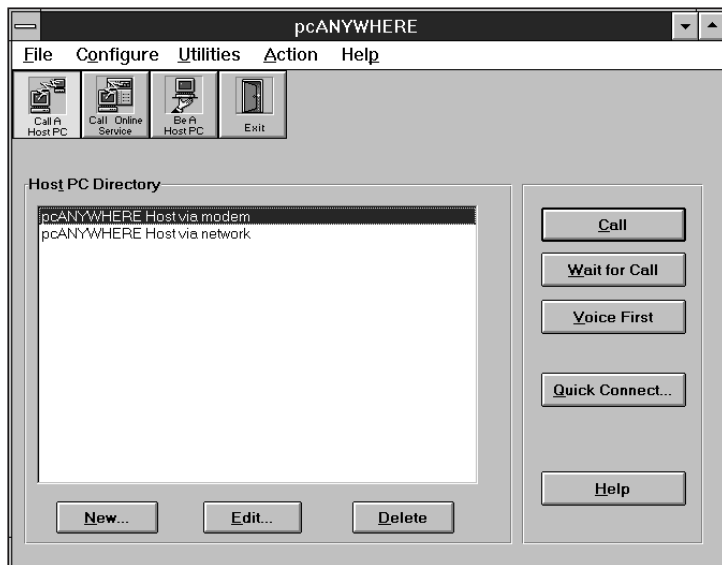 pcANYWHERE
File Configure Utilities Action Help
Call A
Host PC
Call Online
Service
Be A
Host PC
Exit
Host PC Directory
pcANYWHERE Host via modem
pcANYWHERE Host via network
Call
Wait for Call
Voice First
Quick Connect...
Help
New... Edit... Delete